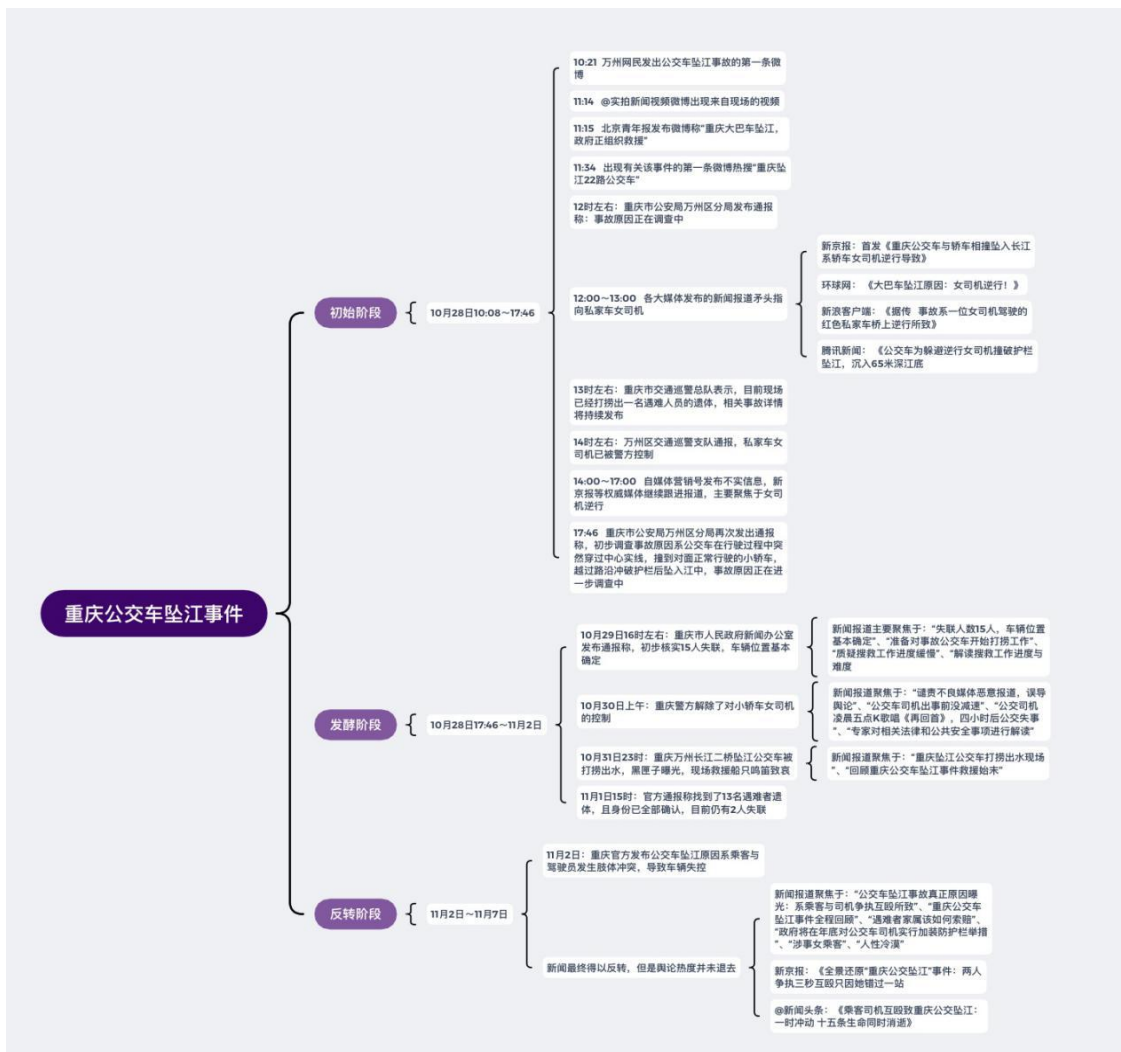 重庆公交车坠江事件
初始阶段
10月28日10:08～17:46
10:21 万州网民发出公交车坠江事故的第一条微
博
11:14 @实拍新闻视频微博出现来自现场的视频
11:15 北京青年报发布微博称“重庆大巴车坠江，
政府正组织救援”
11:34 出现有关该事件的第一条微博热搜“重庆坠
江22路公交车”
12时左右：重庆市公安局万州区分局发布通报
称：事故原因正在调查中
12:00～13:00 各大媒体发布的新闻报道矛头指
向私家车女司机
新京报：首发《重庆公交车与轿车相撞坠入长江
系轿车女司机逆行导致》
环球网：《大巴车坠江原因：女司机逆行！》
新浪客户端：《据传 事故系一位女司机驾驶的
红色私家车桥上逆行所致》
腾讯新闻：《公交车为躲避逆行女司机撞破护栏
坠江，沉入65米深江底
13时左右：重庆市交通巡警总队表示，目前现场
已经打捞出一名遇难人员的遗体，相关事故详情
将持续发布
14时左右：万州区交通巡警支队通报，私家车女
司机已被警方控制
14:00～17:00 自媒体营销号发布不实信息，新
京报等权威媒体继续跟进报道，主要聚焦于女司
机逆行
17:46 重庆市公安局万州区分局再次发出通报
称，初步调查事故原因系公交车在行驶过程中突
然穿过中心实线，撞到对面正常行驶的小轿车，
越过路沿冲破护栏后坠入江中，事故原因正在进
一步调查中
发酵阶段
10月28日17:46～11月2日
10月29日16时左右：重庆市人民政府新闻办公室
发布通报称，初步核实15人失联，车辆位置基本
确定
新闻报道主要聚焦于：“失联人数15人，车辆位置
基本确定”、“准备对事故公交车开始打捞工作”、
“质疑搜救工作进度缓慢”、“解读搜救工作进度与
难度
10月30日上午：重庆警方解除了对小轿车女司机
的控制
新闻报道聚焦于：“谴责不良媒体恶意报道，误导
舆论”、“公交车司机出事前没减速”、“公交司机
凌晨五点K歌唱《再回首》，四小时后公交失事
”、“专家对相关法律和公共安全事项进行解读”
10月31日23时：重庆万州长江二桥坠江公交车被
打捞出水，黑匣子曝光，现场救援船只鸣笛致哀
新闻报道聚焦于：“重庆坠江公交车打捞出水现场
”、“回顾重庆公交车坠江事件救援始末”
11月1日15时：官方通报称找到了13名遇难者遗
体，且身份已全部确认，目前仍有2人失联
反转阶段
11月2日～11月7日
11月2日：重庆官方发布公交车坠江原因系乘客与
驾驶员发生肢体冲突，导致车辆失控
新闻最终得以反转，但是舆论热度并未退去
新闻报道聚焦于：“公交车坠江事故真正原因曝
光：系乘客与司机争执互殴所致”、“重庆公交车
坠江事件全程回顾”、“遇难者家属该如何索赔”、
“政府将在年底对公交车司机实行加装防护栏举措
”、“涉事女乘客”、“人性冷漠”
新京报：《全景还原“重庆公交坠江”事件：两人
争执三秒互殴只因她错过一站
@新闻头条：《乘客司机互殴致重庆公交坠江：
一时冲动 十五条生命同时消逝》